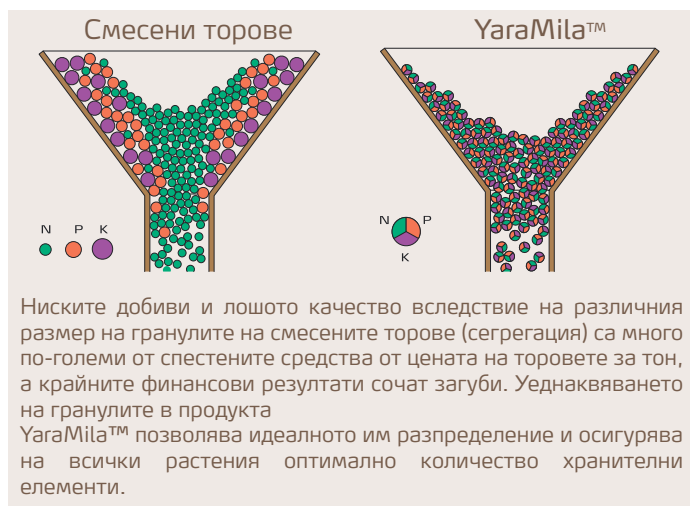 Смесени торове
YaraMila™
N P K
N P
K
Ниските добиви и лошото качество вследствие на различния
размер на гранулите на смесените торове (сегрегация) са много
по-големи от спестените средства от цената на торовете за тон,
а крайните финансови резултати сочат загуби. Уеднаквяването
на гранулите в продукта
YaraMila™ позволява идеалното им разпределение и осигурява
на всички растения оптимално количество хранителни
елементи.